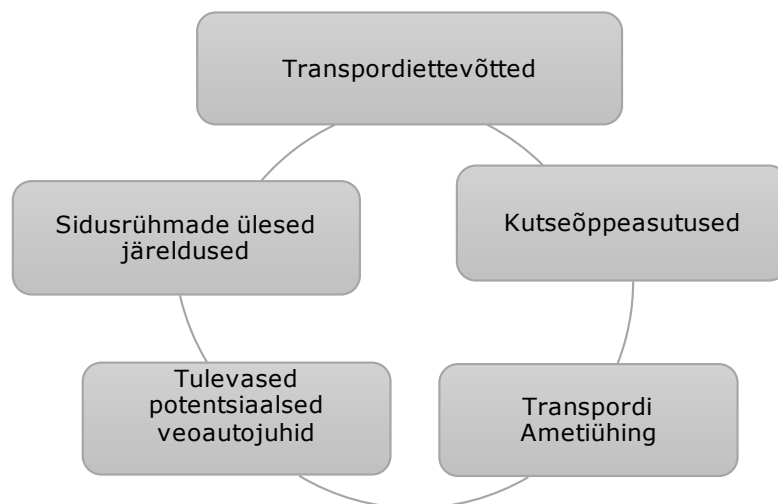 Transpordiettevõtted
Kutseõppeasutused
Transpordi
Ametiühing
Tulevased
potentsiaalsed
veoautojuhid
Sidusrühmade ülesed
järeldused